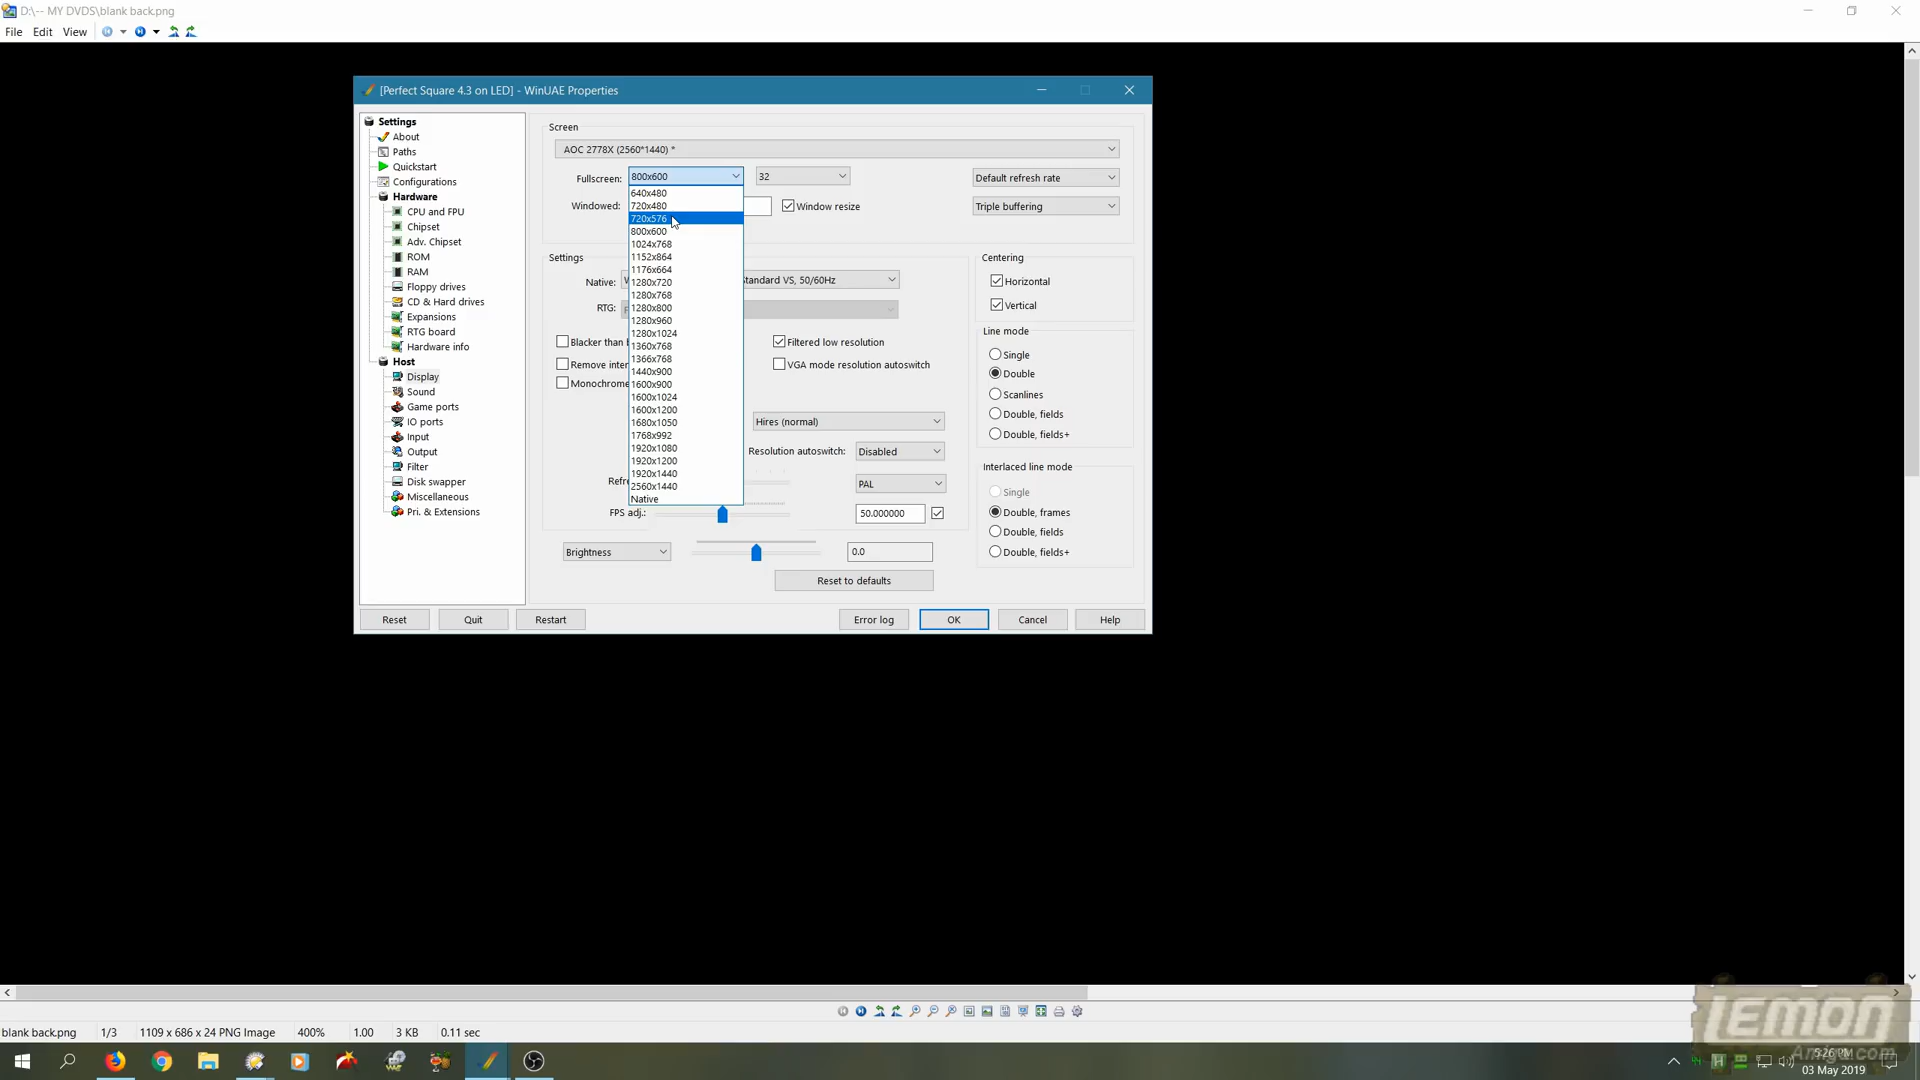 D:\-- MY DVDS\blank back.png
File Edit View
[Perfect Square 4.3 on LED] - WinUAE Properties
Settings
About
Paths
Quickstart
Configurations
Hardware
CPU and FPU
Chipset
Adv. Chipset
ROM
RAM
Floppy drives
CD & Hard drives
Expansions
RTG board
Hardware info
Host
Display
Sound
Game ports
IO ports
Input
Output
Filter
Disk swapper
Miscellaneous
Pri. & Extensions
Screen
AOC 2778X (2560*1440) *
Fullscreen: 800x600 32 Default refresh rate
Windowed: Window resize Triple buffering
640x480
720x480
720x576
800x600
1024x768
1152x864
1176x664
1280x720
1280x768
1280x800
1280x960
1280x1024
1360x768
1366x768
1440x900
1600x900
1600x1024
1600x1200
1680x1050
1768x992
1920x1080
1920x1200
1920x1440
2560x1440
Native
Settings
Native: Standard VS, 50/60Hz
RTG:
Blacker than b Filtered low resolution
Remove inter VGA mode resolution autoswitch
Monochrome
Hires (normal)
Resolution autoswitch: Disabled
Refre PAL
FPS adj.: 50.000000
Brightness 0.0
Reset to defaults
Centering
Horizontal
Vertical
Line mode
Single
Double
Scanlines
Double, fields
Double, fields+
Interlaced line mode
Single
Double, frames
Double, fields
Double, fields+
Reset Quit Restart Error log OK Cancel Help
blank back.png 1/3 1109 x 686 x 24 PNG Image 400% 1.00 3 KB 0.11 sec
Lemon
Amiga.com
5:26 PM
03 May 2019